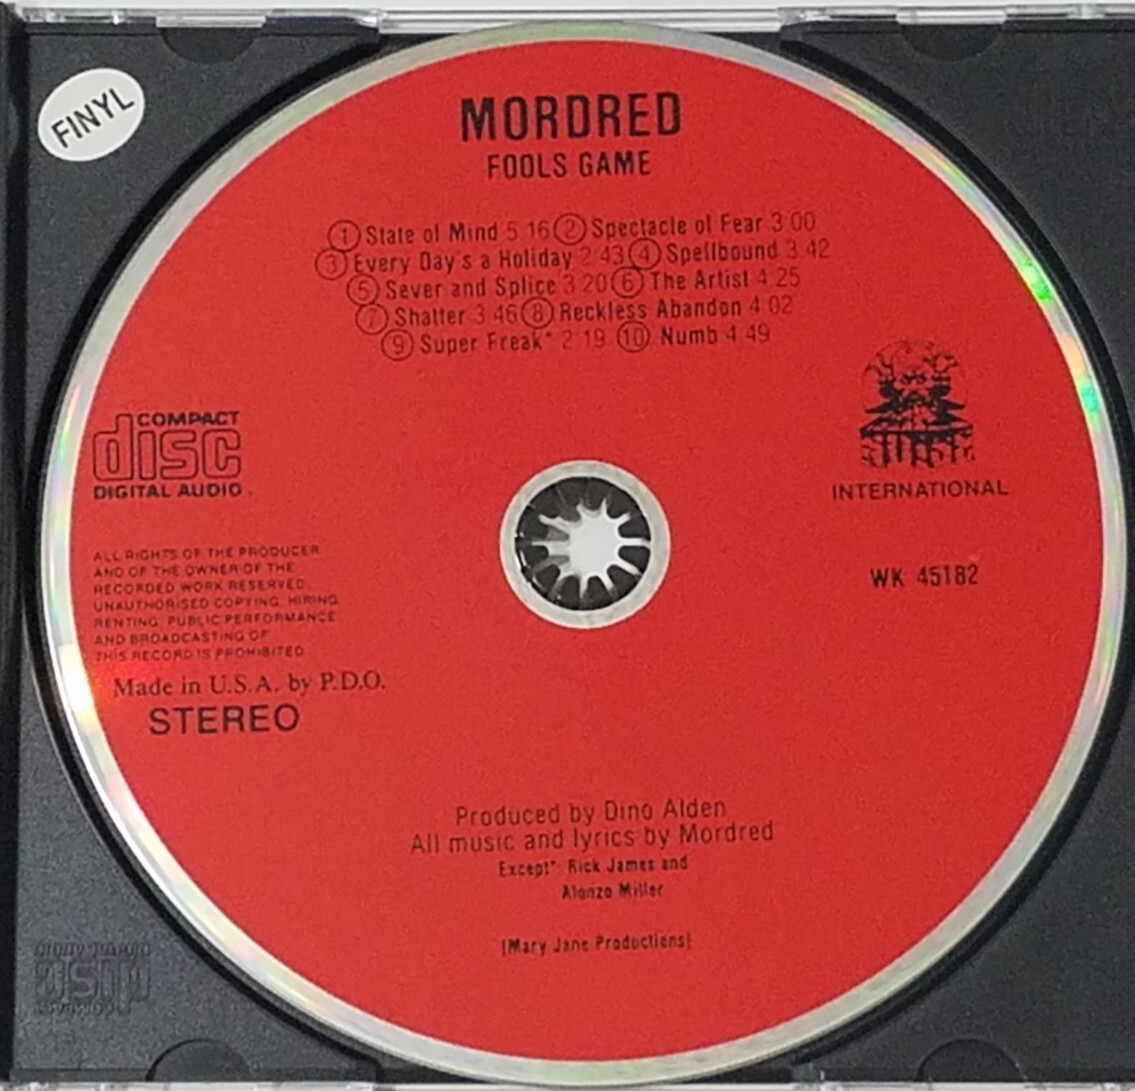 FINYL
MORDRED
FOOLS GAME
1 State of Mind 5 16 2 Spectacle of Fear 3 00
3 Every Day's a Holiday 2 43 4 Spellbound 3 42
5 Sever and Splice 3 20 6 The Artist 4 25
7 Shatter 3 46 8 Reckless Abandon 4 02
9 Super Freak* 2 19 10 Numb 4 49
COMPACT
disc
DIGITAL AUDIO
INTERNATIONAL
WK 45182
ALL RIGHTS OF THE PRODUCER
AND OF THE OWNER OF THE
RECORDED WORK RESERVED
UNAUTHORISED COPYING, HIRING,
RENTING, PUBLIC PERFORMANCE
AND BROADCASTING OF
THIS RECORD IS PROHIBITED
Made in U.S.A. by P.D.O.
STEREO
Produced by Dino Alden
All music and lyrics by Mordred
Except* Rick James and
Alonzo Miller
(Mary Jane Productions)